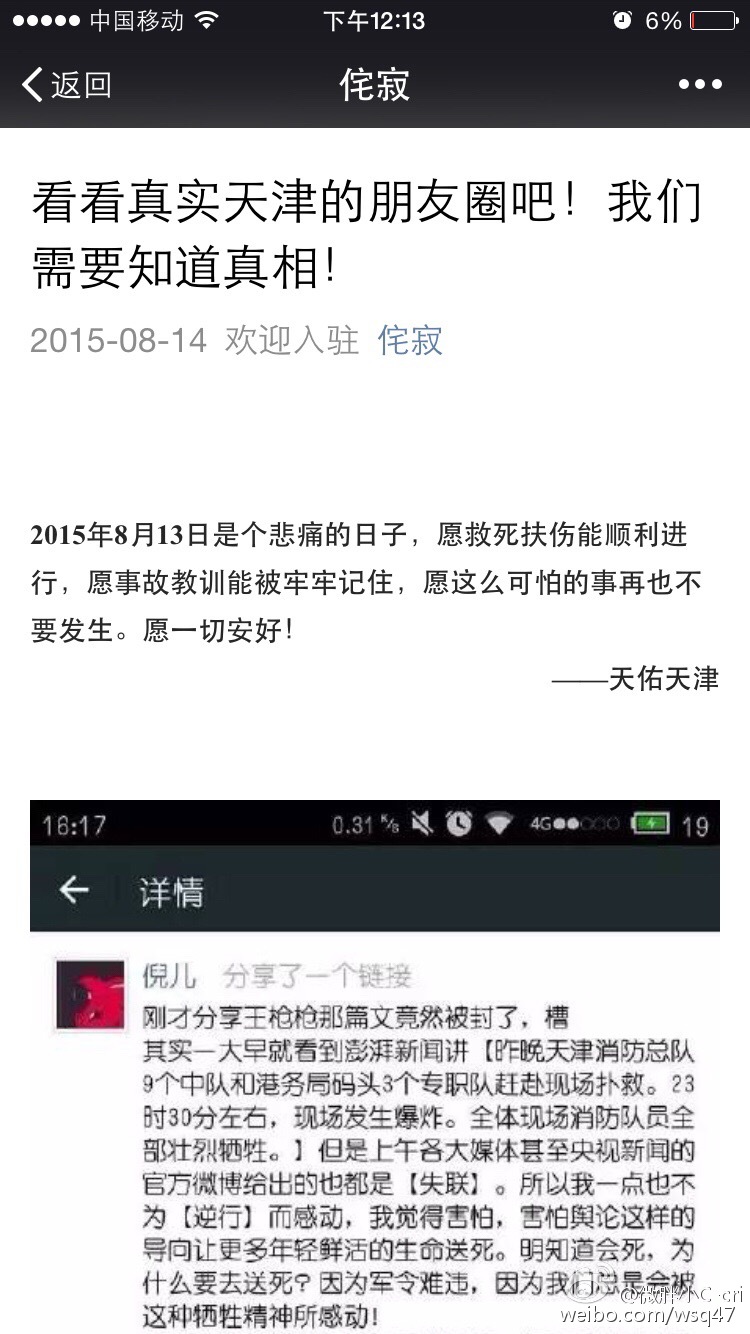 中国移动 下午12:13 6%
返回 侘寂
看看真实天津的朋友圈吧！我们
需要知道真相！
2015-08-14 欢迎入驻 侘寂
2015年8月13日是个悲痛的日子，愿救死扶伤能顺利进
行，愿事故教训能被牢牢记住，愿这么可怕的事再也不
要发生。愿一切安好！
——天佑天津
16:17 0.31 K/s 4G 19
详情
倪儿 分享了一个链接
刚才分享王枪枪那篇文竟然被封了，槽
其实一大早就看到澎湃新闻讲【昨晚天津消防总队
9个中队和港务局码头3个专职队赶赴现场扑救。23
时30分左右，现场发生爆炸。全体现场消防队员全
部壮烈牺牲。】但是上午各大媒体甚至央视新闻的
官方微博给出的也都是【失联】。所以我一点也不
为【逆行】而感动，我觉得害怕，害怕舆论这样的
导向让更多年轻鲜活的生命送死。明知道会死，为
什么要去送死？因为军令难违，因为我们总是会被
这种牺牲精神所感动！
@微胖小C-cri
weibo.com/wsq47